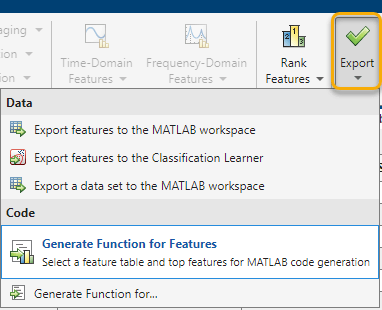 aging
Time-Domain Features
Frequency-Domain Features
Rank Features
Export
Data
Export features to the MATLAB workspace
Export features to the Classification Learner
Export a data set to the MATLAB workspace
Code
Generate Function for Features
Select a feature table and top features for MATLAB code generation
Generate Function for...